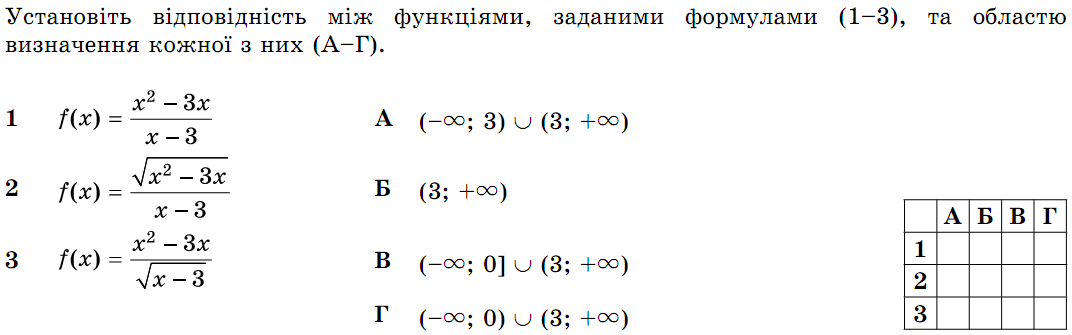 Установіть відповідність між функціями, заданими формулами (1–3), та областю
визначення кожної з них (А–Г).
1 f(x) = (x² − 3x)/(x − 3) А (−∞; 3) ∪ (3; +∞)
2 f(x) = √(x² − 3x)/(x − 3) Б (3; +∞)
3 f(x) = (x² − 3x)/√(x − 3) В (−∞; 0] ∪ (3; +∞)
Г (−∞; 0) ∪ (3; +∞)
А Б В Г
1
2
3